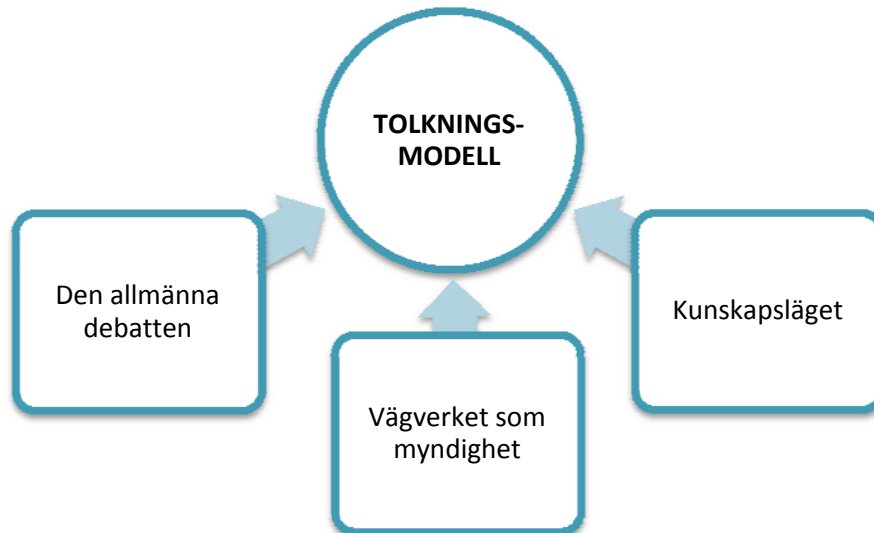 TOLKNINGS-
MODELL
Den allmänna
debatten
Vägverket som
myndighet
Kunskapsläget